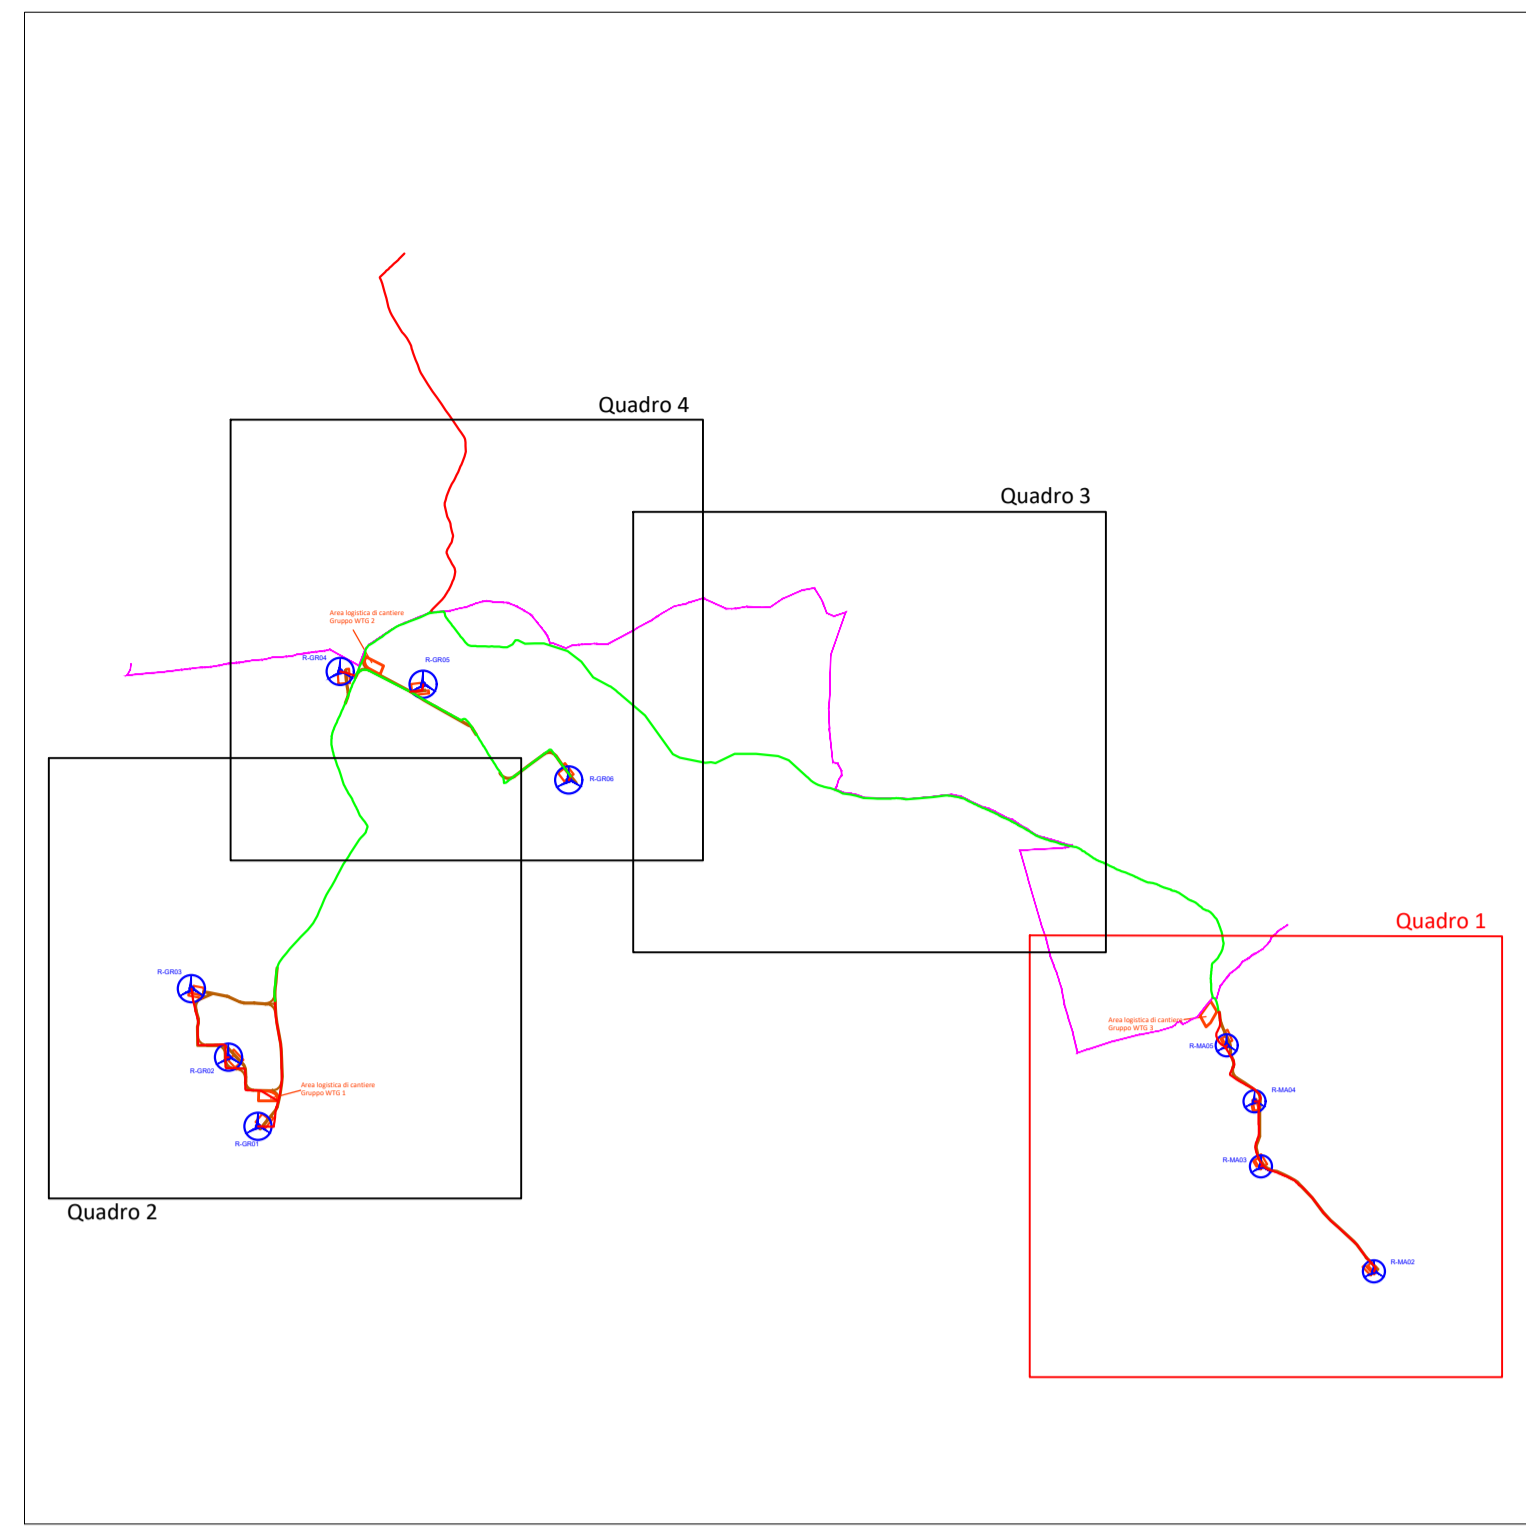 Quadro 4
Quadro 3
Area logistica di cantiere
Gruppo WTG 2
R-GR04
R-GR05
R-GR06
Quadro 1
R-GR03
Area logistica di cantiere
Gruppo WTG 3
R-MA05
R-GR02
Area logistica di cantiere
Gruppo WTG 1
R-MA04
R-GR01
R-MA03
Quadro 2
R-MA02